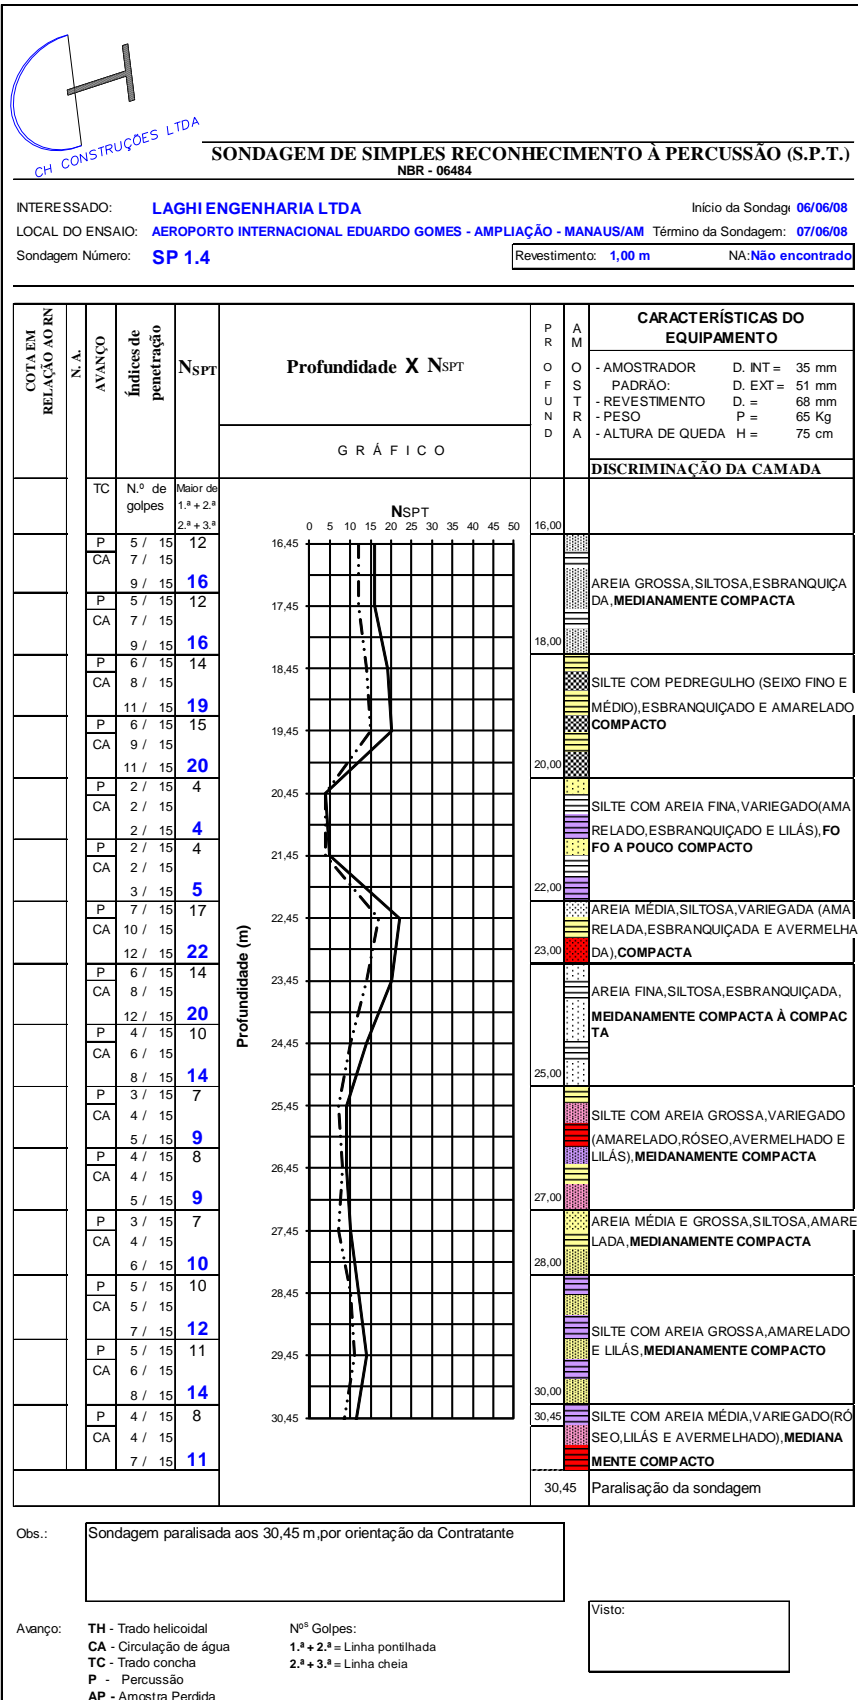 CH CONSTRUÇÕES LTDA
SONDAGEM DE SIMPLES RECONHECIMENTO À PERCUSSÃO (S.P.T.)
NBR - 06484
INTERESSADO: LAGHI ENGENHARIA LTDA Início da Sondage 06/06/08
LOCAL DO ENSAIO: AEROPORTO INTERNACIONAL EDUARDO GOMES - AMPLIAÇÃO - MANAUS/AM Término da Sondagem: 07/06/08
Sondagem Número: SP 1.4 Revestimento: 1,00 m NA:Não encontrado
COTA EM RELAÇÃO AO RN
N. A.
AVANÇO
Índices de penetração
NSPT
Profundidade X NSPT
GRÁFICO
PROFUND
AMOSTRA
CARACTERÍSTICAS DO
EQUIPAMENTO
- AMOSTRADOR D. INT = 35 mm
PADRÃO: D. EXT = 51 mm
- REVESTIMENTO D. = 68 mm
- PESO P = 65 Kg
- ALTURA DE QUEDA H = 75 cm
DISCRIMINAÇÃO DA CAMADA
TC N.º de golpes Maior de 1.ª + 2.ª 2.ª + 3.ª
NSPT
0 5 10 15 20 25 30 35 40 45 50
Profundidade (m)
16,45
17,45
18,45
19,45
20,45
21,45
22,45
23,45
24,45
25,45
26,45
27,45
28,45
29,45
30,45
P 5 / 15 12
CA 7 / 15
9 / 15 16
P 5 / 15 12
CA 7 / 15
9 / 15 16
P 6 / 15 14
CA 8 / 15
11 / 15 19
P 6 / 15 15
CA 9 / 15
11 / 15 20
P 2 / 15 4
CA 2 / 15
2 / 15 4
P 2 / 15 4
CA 2 / 15
3 / 15 5
P 7 / 15 17
CA 10 / 15
12 / 15 22
P 6 / 15 14
CA 8 / 15
12 / 15 20
P 4 / 15 10
CA 6 / 15
8 / 15 14
P 3 / 15 7
CA 4 / 15
5 / 15 9
P 4 / 15 8
CA 4 / 15
5 / 15 9
P 3 / 15 7
CA 4 / 15
6 / 15 10
P 5 / 15 10
CA 5 / 15
7 / 15 12
P 5 / 15 11
CA 6 / 15
8 / 15 14
P 4 / 15 8
CA 4 / 15
7 / 15 11
16,00
AREIA GROSSA,SILTOSA,ESBRANQUIÇA
DA,MEDIANAMENTE COMPACTA
18,00
SILTE COM PEDREGULHO (SEIXO FINO E
MÉDIO),ESBRANQUIÇADO E AMARELADO
COMPACTO
20,00
SILTE COM AREIA FINA,VARIEGADO(AMA
RELADO,ESBRANQUIÇADO E LILÁS),FO
FO A POUCO COMPACTO
22,00
AREIA MÉDIA,SILTOSA,VARIEGADA (AMA
RELADA,ESBRANQUIÇADA E AVERMELHA
DA),COMPACTA
23,00
AREIA FINA,SILTOSA,ESBRANQUIÇADA,
MEIDANAMENTE COMPACTA À COMPAC
TA
25,00
SILTE COM AREIA GROSSA,VARIEGADO
(AMARELADO,RÓSEO,AVERMELHADO E
LILÁS),MEIDANAMENTE COMPACTA
27,00
AREIA MÉDIA E GROSSA,SILTOSA,AMARE
LADA,MEDIANAMENTE COMPACTA
28,00
SILTE COM AREIA GROSSA,AMARELADO
E LILÁS,MEDIANAMENTE COMPACTO
30,00
30,45
SILTE COM AREIA MÉDIA,VARIEGADO(RÓ
SEO,LILÁS E AVERMELHADO),MEDIANA
MENTE COMPACTO
30,45 Paralisação da sondagem
Obs.: Sondagem paralisada aos 30,45 m,por orientação da Contratante
Visto:
Avanço: TH - Trado helicoidal
CA - Circulação de água
TC - Trado concha
P - Percussão
AP - Amostra Perdida
Nºˢ Golpes:
1.ª + 2.ª = Linha pontilhada
2.ª + 3.ª = Linha cheia